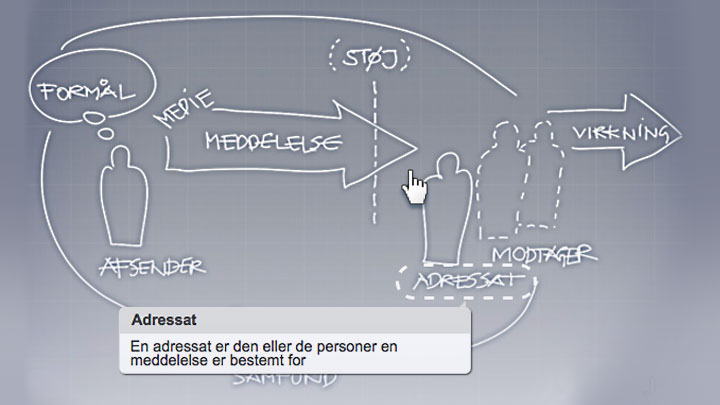 STØJ
FORMÅL
MEDIE
MEDDELELSE
VIRKNING
AFSENDER
MODTAGER
ADRESSAT
Adressat
En adressat er den eller de personer en
meddelelse er bestemt for
SAMFUND